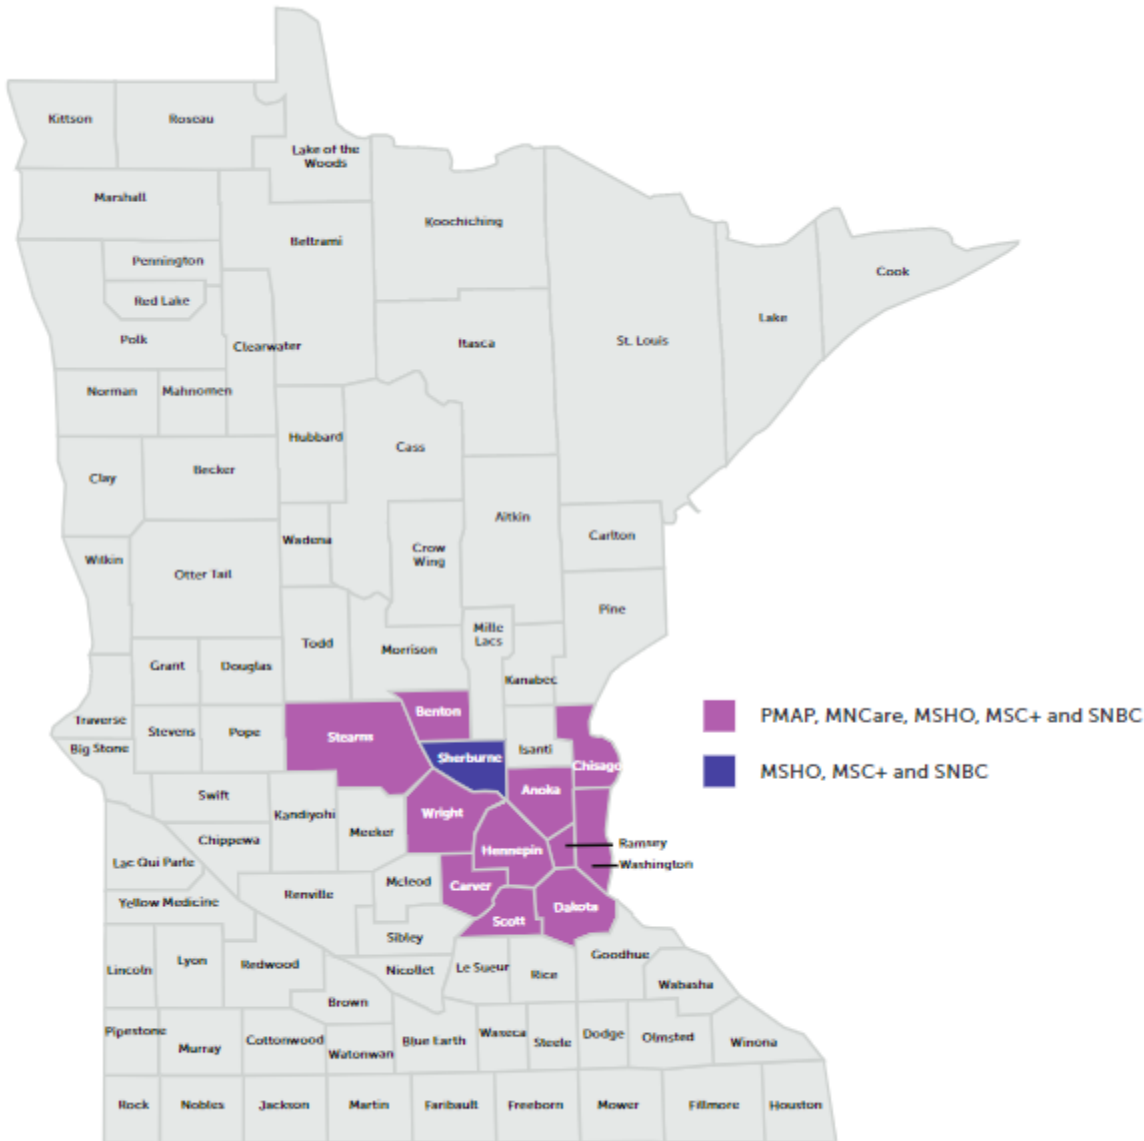 Kittson
Roseau
Lake of the
Woods
Marshall
Koochiching
Beltrami
Pennington
Cook
Red Lake
Lake
Polk
Clearwater
Itasca
St. Louis
Norman
Mahnomen
Hubbard
Cass
Clay
Becker
Aitkin
Carlton
Wadena
Crow
Wing
Wilkin
Otter Tail
Pine
Mille
Lacs
Todd
Morrison
Grant
Douglas
Kanabec
Benton
Traverse
Stevens
Pope
Stearns
PMAP, MNCare, MSHO, MSC+ and SNBC
Big Stone
Isanti
Sherburne
Chisago
MSHO, MSC+ and SNBC
Swift
Anoka
Kandiyohi
Wright
Meeker
Chippewa
Ramsey
Hennepin
Lac Qui Parle
Washington
Mcleod
Carver
Renville
Yellow Medicine
Dakota
Scott
Sibley
Goodhue
Lincoln
Lyon
Redwood
Nicollet
Le Sueur
Rice
Wabasha
Brown
Pipestone
Murray
Cottonwood
Watonwan
Blue Earth
Waseca
Steele
Dodge
Olmsted
Winona
Rock
Nobles
Jackson
Martin
Faribault
Freeborn
Mower
Fillmore
Houston